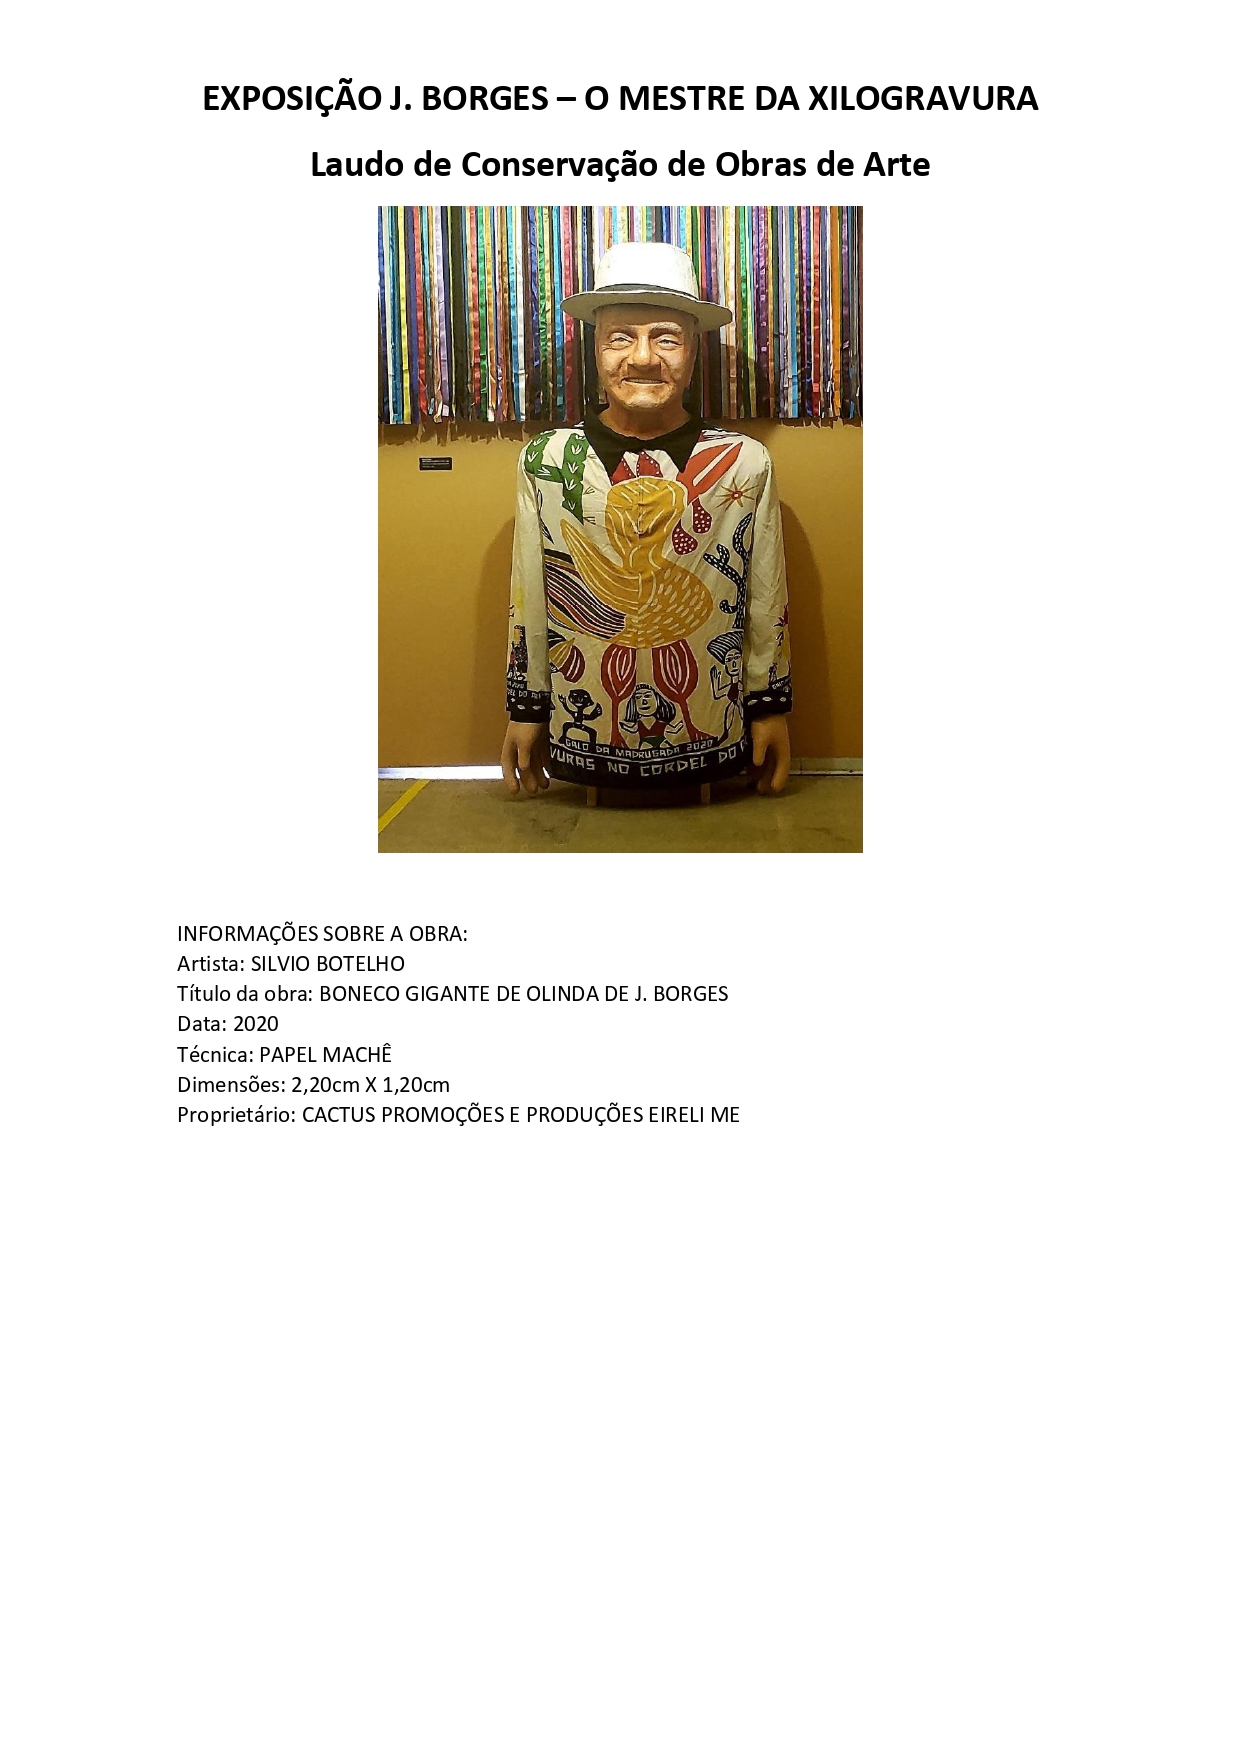 EXPOSIÇÃO J. BORGES – O MESTRE DA XILOGRAVURA
Laudo de Conservação de Obras de Arte
GALO DA MADRUGADA 2020
VURAS NO CORDEL DO
INFORMAÇÕES SOBRE A OBRA:
Artista: SILVIO BOTELHO
Título da obra: BONECO GIGANTE DE OLINDA DE J. BORGES
Data: 2020
Técnica: PAPEL MACHÊ
Dimensões: 2,20cm X 1,20cm
Proprietário: CACTUS PROMOÇÕES E PRODUÇÕES EIRELI ME